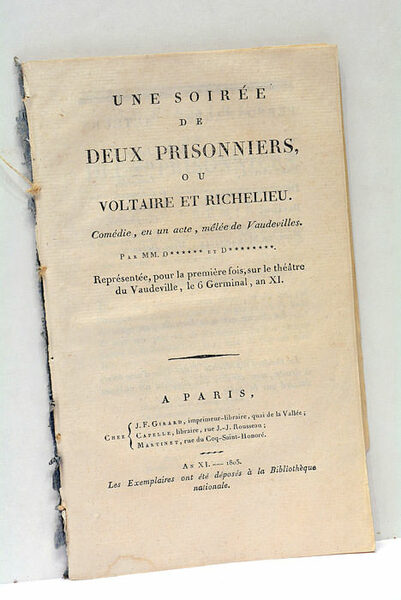 UNE SOIRÉE
DE
DEUX PRISONNIERS,
OU
VOLTAIRE ET RICHELIEU.
Comédie, en un acte, mêlée de Vaudevilles.
PAR MM. D****** ET D********.
Représentée, pour la première fois, sur le théâtre
du Vaudeville, le 6 Germinal, an XI.
A PARIS,
CHEZ { J. F. GIRARD, imprimeur-libraire, quai de la Vallée;
CAPELLE, libraire, rue J.-J. Rousseau;
MARTINET, rue du Coq-Saint-Honoré.
AN XI. — 1803.
Les Exemplaires ont été déposés à la Bibliothèque
nationale.